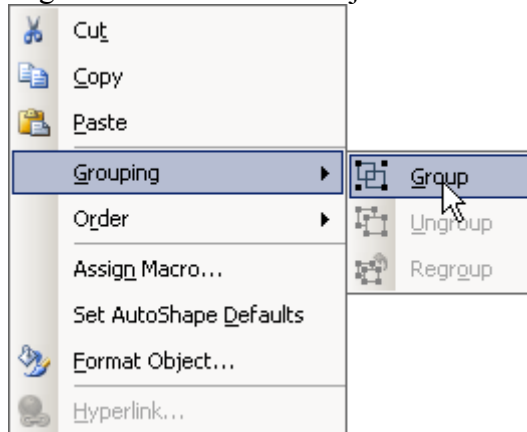 Cut
Copy
Paste
Grouping
Group
Order
Ungroup
Regroup
Assign Macro...
Set AutoShape Defaults
Format Object...
Hyperlink...